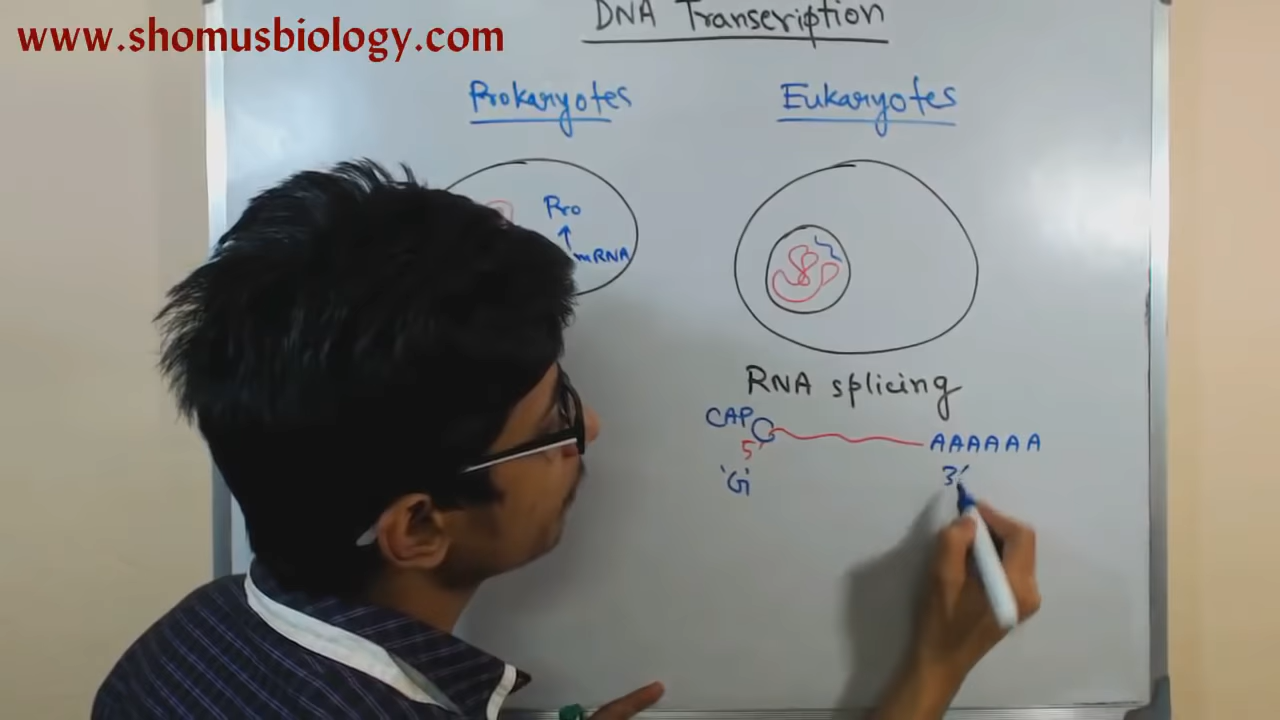 www.shomusbiology.com
DNA Transcription
Prokaryotes
Eukaryotes
Pro
mRNA
RNA splicing
CAP
AAAAAA
5'
3'
'G'